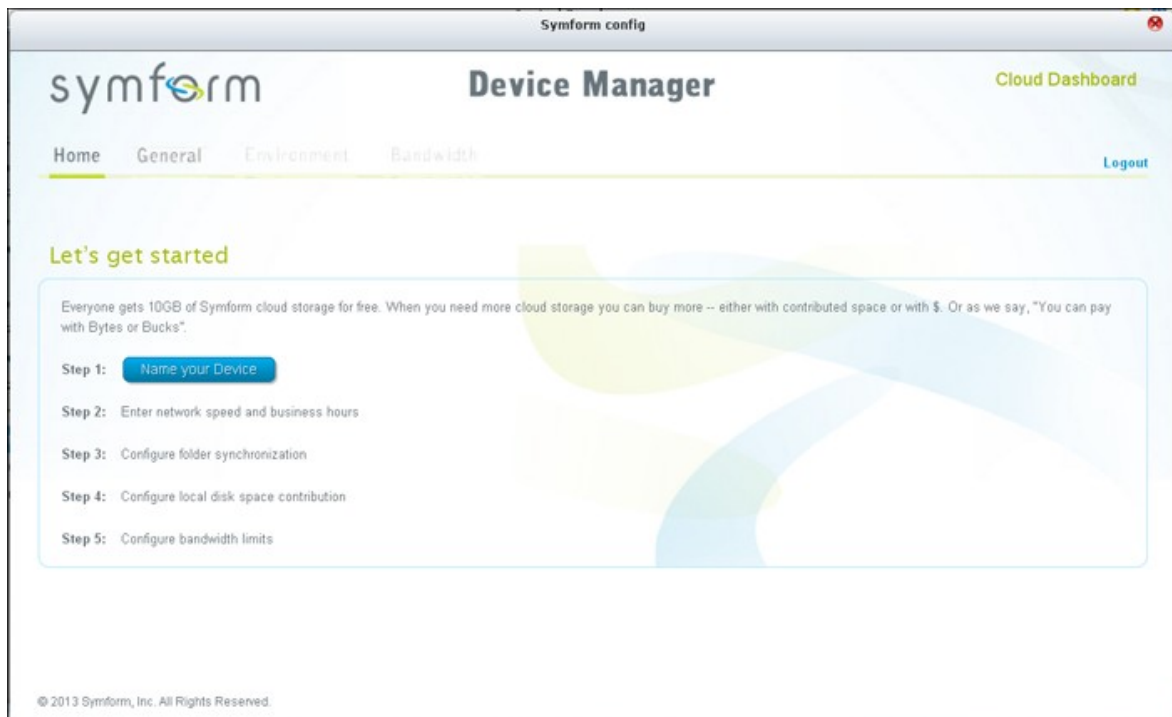 Symform config
symform
Device Manager
Cloud Dashboard
Home General Environment Bandwidth
Logout
Let's get started
Everyone gets 10GB of Symform cloud storage for free. When you need more cloud storage you can buy more -- either with contributed space or with $. Or as we say, "You can pay
with Bytes or Bucks".
Step 1: Name your Device
Step 2: Enter network speed and business hours
Step 3: Configure folder synchronization
Step 4: Configure local disk space contribution
Step 5: Configure bandwidth limits
© 2013 Symform, Inc. All Rights Reserved.